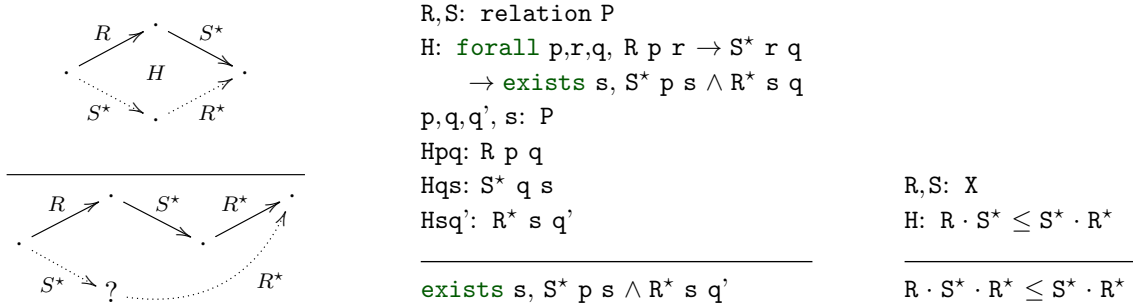 R S⋆
H
S⋆ R⋆
R S⋆ R⋆
S⋆ ? R⋆
R,S: relation P
H: forall p,r,q, R p r → S⋆ r q
→ exists s, S⋆ p s ∧ R⋆ s q
p,q,q', s: P
Hpq: R p q
Hqs: S⋆ q s
Hsq': R⋆ s q'
exists s, S⋆ p s ∧ R⋆ s q'
R,S: X
H: R · S⋆ ≤ S⋆ · R⋆
R · S⋆ · R⋆ ≤ S⋆ · R⋆